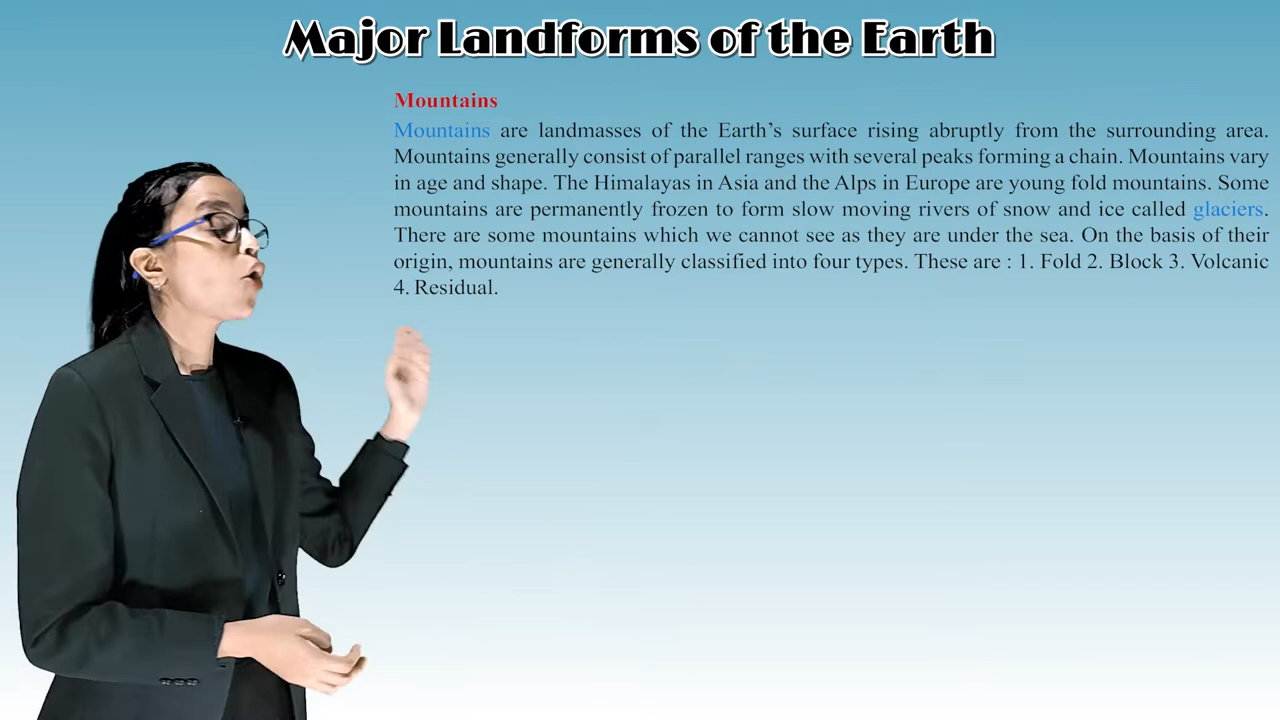 Major Landforms of the Earth
Mountains
Mountains are landmasses of the Earth's surface rising abruptly from the surrounding area.
Mountains generally consist of parallel ranges with several peaks forming a chain. Mountains vary
in age and shape. The Himalayas in Asia and the Alps in Europe are young fold mountains. Some
mountains are permanently frozen to form slow moving rivers of snow and ice called glaciers.
There are some mountains which we cannot see as they are under the sea. On the basis of their
origin, mountains are generally classified into four types. These are : 1. Fold 2. Block 3. Volcanic
4. Residual.